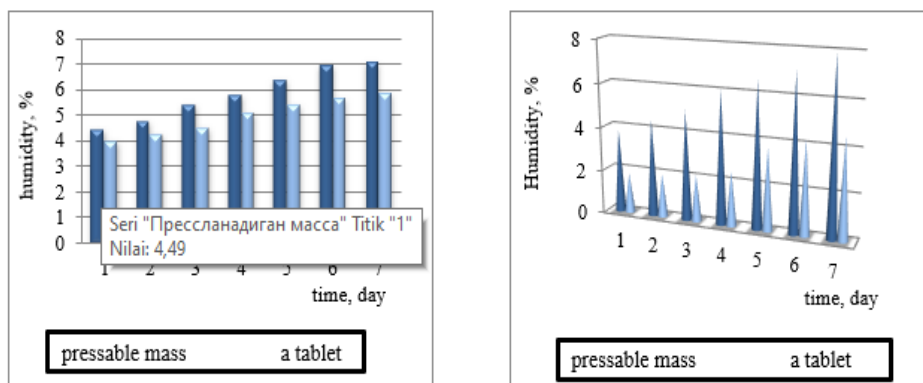 8
7
6
5
4
3
2
1
0
humidity, %
Seri "Прессланадиган масса" Titik "1"
Nilai: 4,49
1 2 3 4 5 6 7
time, day
pressable mass a tablet
8
6
4
2
0
Humidity, %
1 2 3 4 5 6 7
time, day
pressable mass a tablet